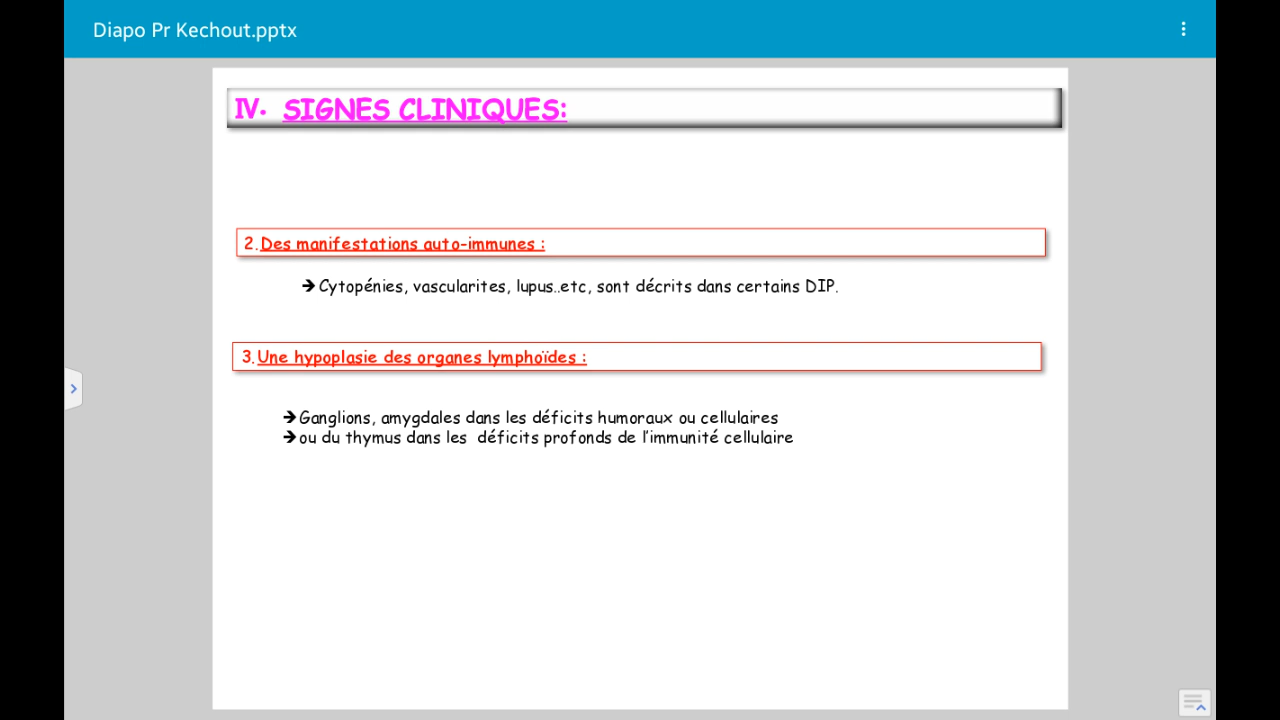 Diapo Pr Kechout.pptx
IV. SIGNES CLINIQUES:
2.Des manifestations auto-immunes :
➔Cytopénies, vascularites, lupus..etc, sont décrits dans certains DIP.
3.Une hypoplasie des organes lymphoïdes :
➔Ganglions, amygdales dans les déficits humoraux ou cellulaires
➔ou du thymus dans les déficits profonds de l'immunité cellulaire